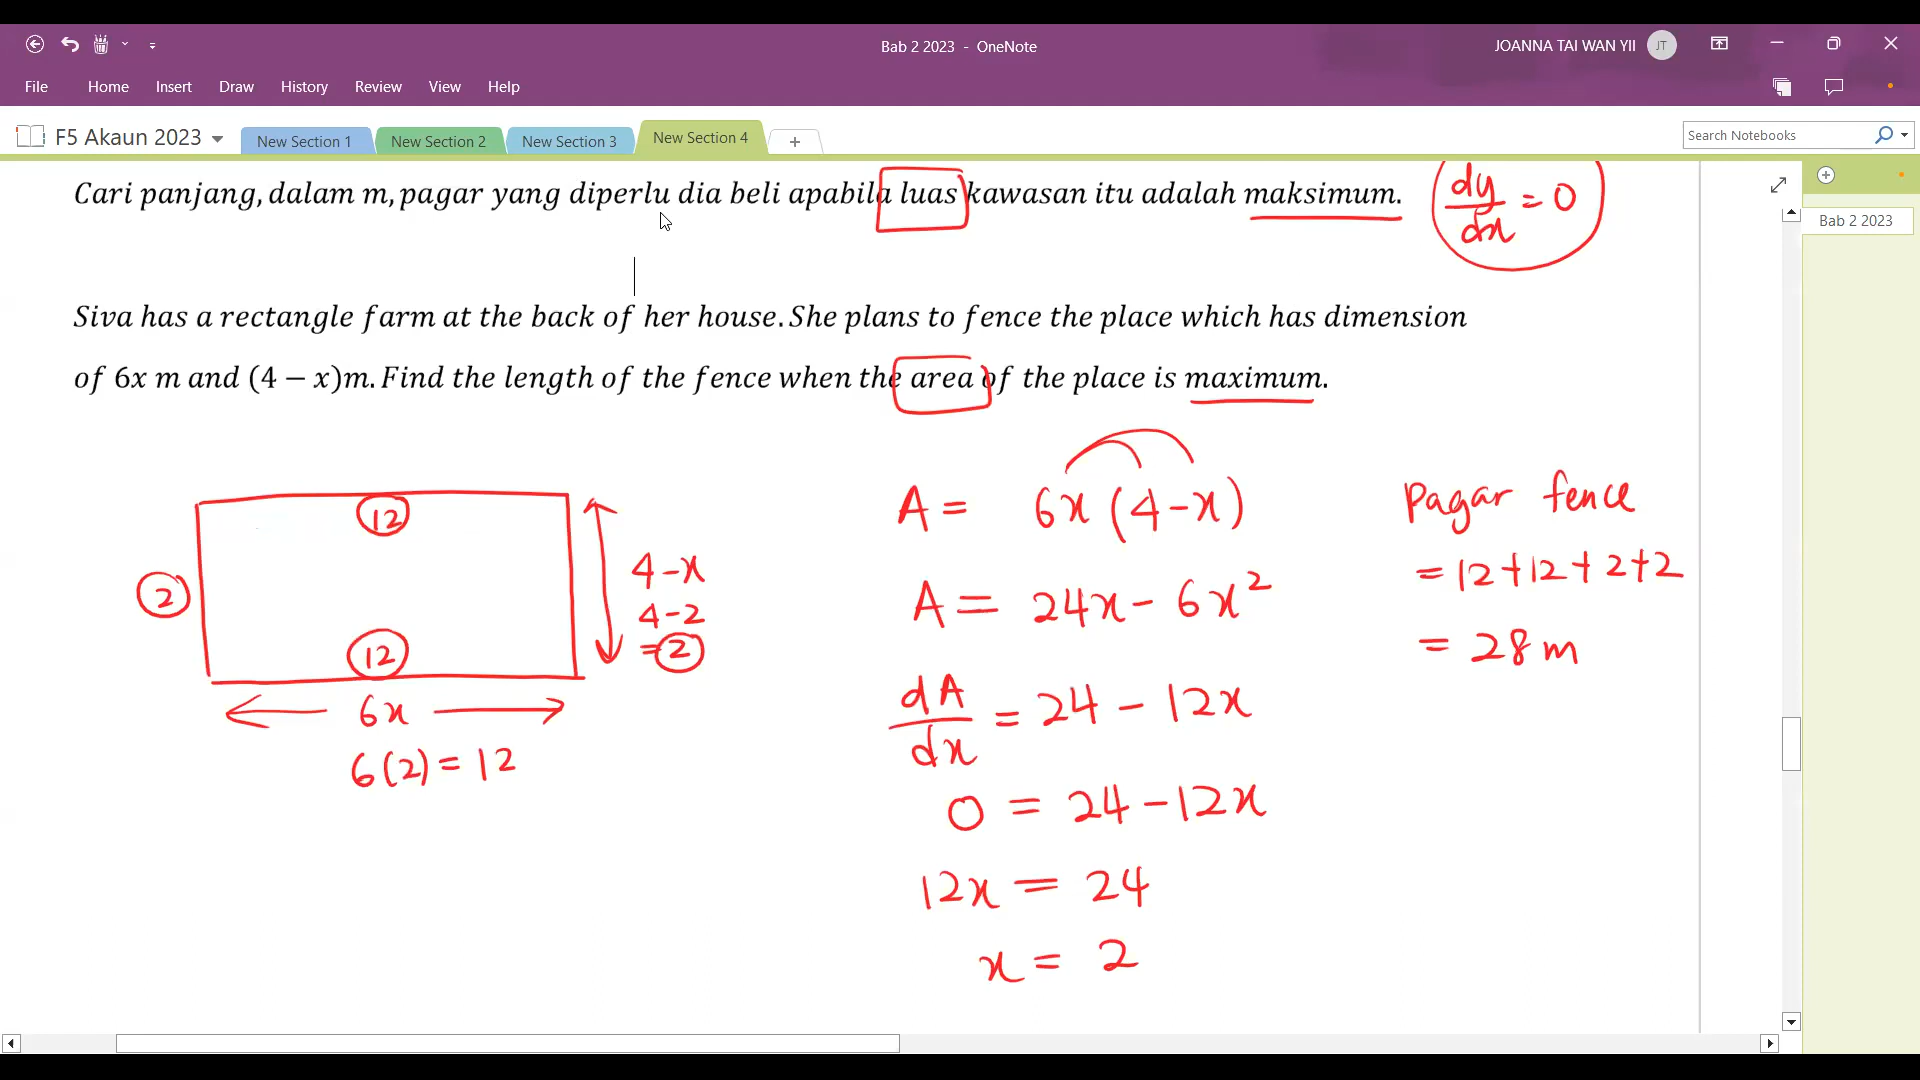 Bab 2 2023 - OneNote
JOANNA TAI WAN YII JT
File Home Insert Draw History Review View Help
F5 Akaun 2023 New Section 1 New Section 2 New Section 3 New Section 4 +
Search Notebooks
Bab 2 2023
Cari panjang, dalam m, pagar yang diperlu dia beli apabila luas kawasan itu adalah maksimum.
dy/dx = 0
Siva has a rectangle farm at the back of her house. She plans to fence the place which has dimension
of 6x m and (4 − x)m. Find the length of the fence when the area of the place is maximum.
12
2
12
4-x
4-2
=2
6x
6(2) = 12
A = 6x(4-x)
A = 24x - 6x²
dA/dx = 24 - 12x
0 = 24 - 12x
12x = 24
x = 2
Pagar fence
= 12+12+2+2
= 28 m